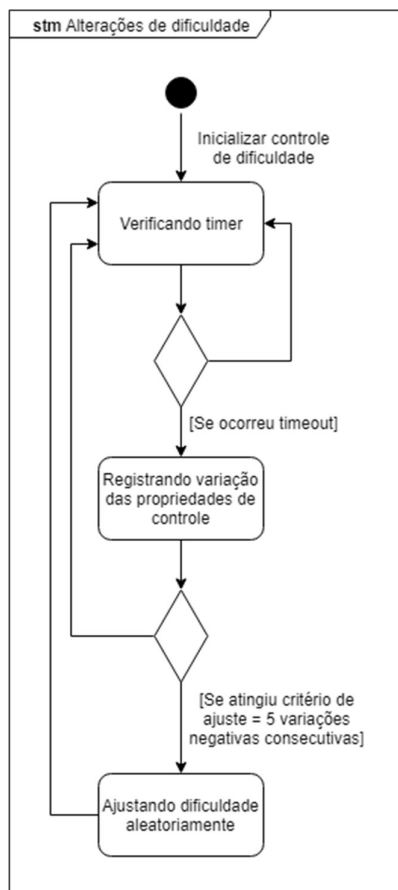 stm Alterações de dificuldade
Inicializar controle
de dificuldade
Verificando timer
[Se ocorreu timeout]
Registrando variação
das propriedades de
controle
[Se atingiu critério de
ajuste = 5 variações
negativas consecutivas]
Ajustando dificuldade
aleatoriamente